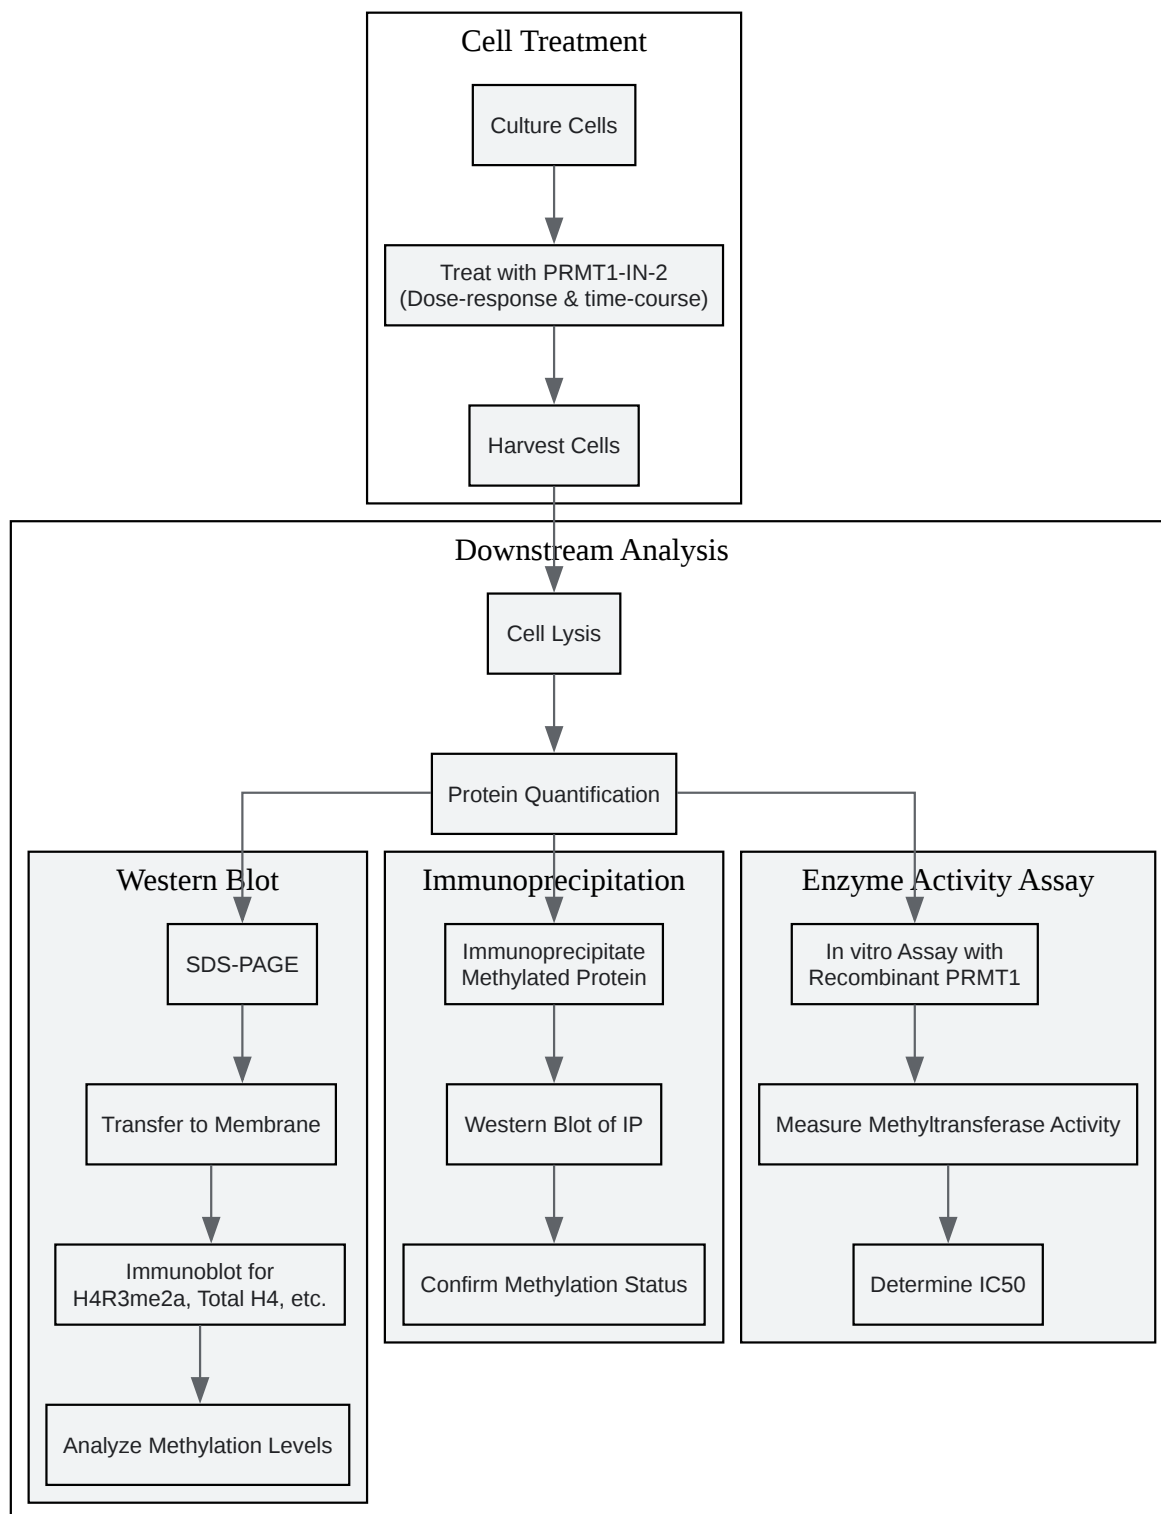 Cell Treatment
Culture Cells
Treat with PRMT1-IN-2
(Dose-response & time-course)
Harvest Cells
Downstream Analysis
Cell Lysis
Protein Quantification
Western Blot
SDS-PAGE
Transfer to Membrane
Immunoblot for
H4R3me2a, Total H4, etc.
Analyze Methylation Levels
Immunoprecipitation
Immunoprecipitate
Methylated Protein
Western Blot of IP
Confirm Methylation Status
Enzyme Activity Assay
In vitro Assay with
Recombinant PRMT1
Measure Methyltransferase Activity
Determine IC50